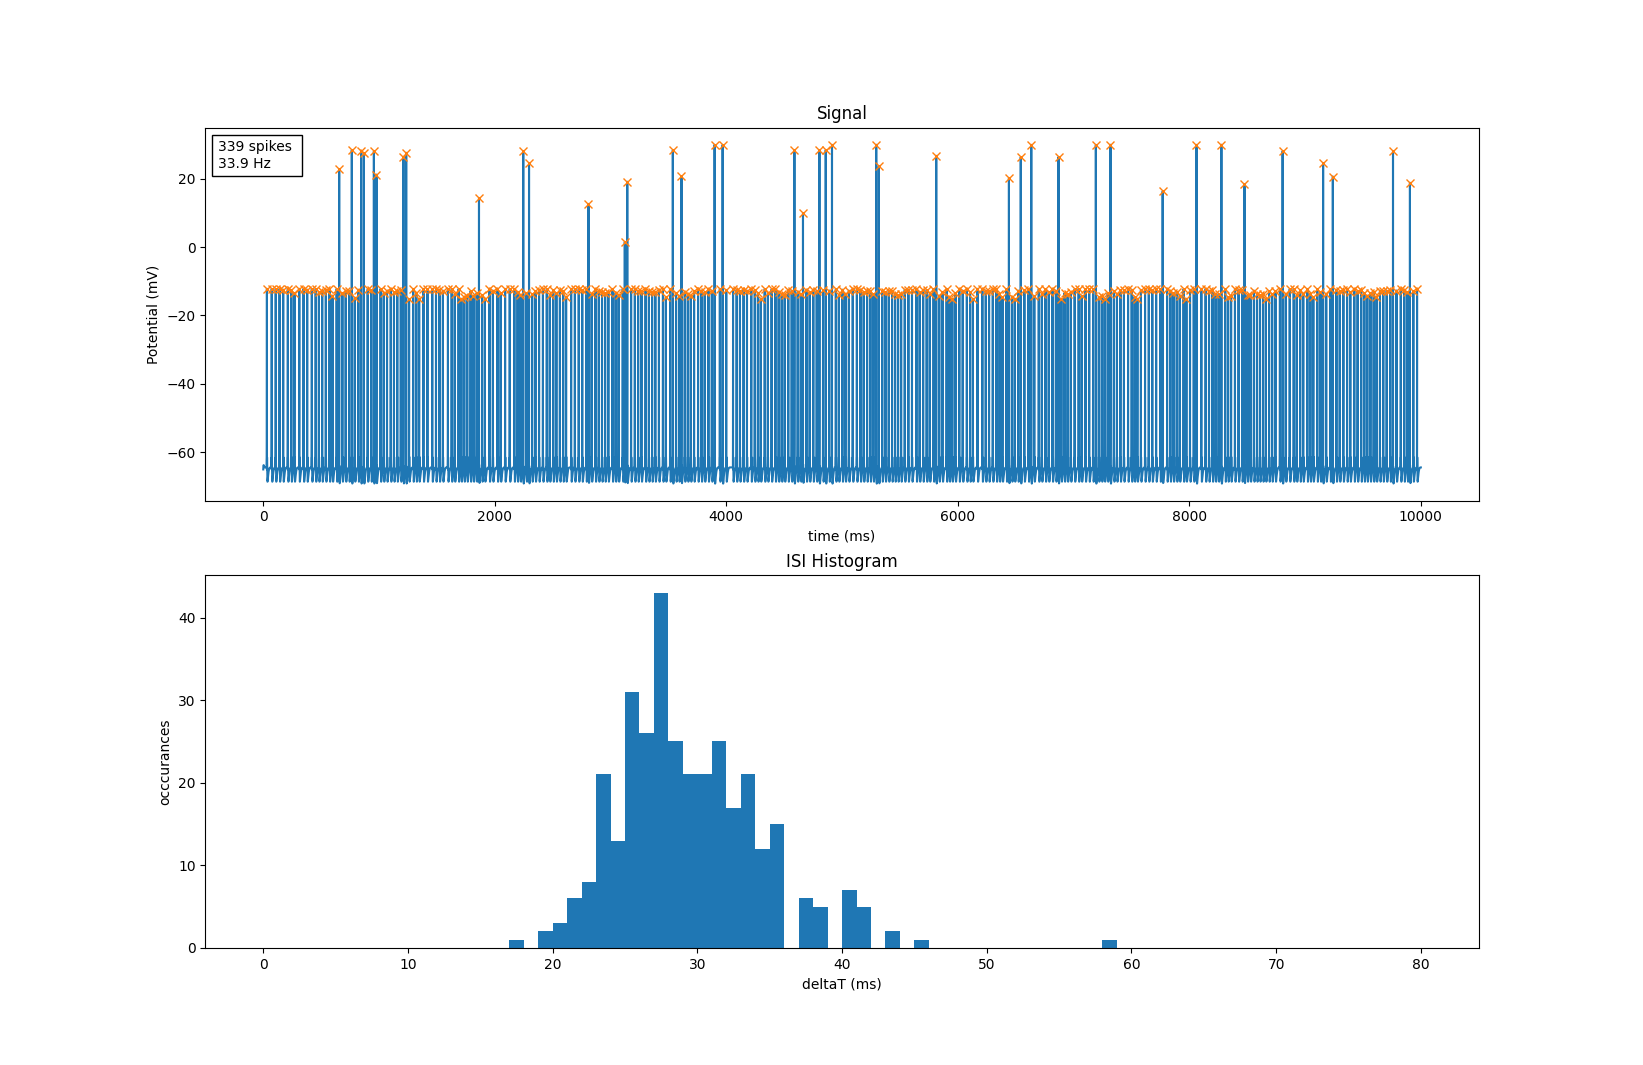 Signal
339 spikes
33.9 Hz
Potential (mV)
20
0
−20
−40
−60
0 2000 4000 6000 8000 10000
time (ms)
ISI Histogram
occcurances
40
30
20
10
0
0 10 20 30 40 50 60 70 80
deltaT (ms)